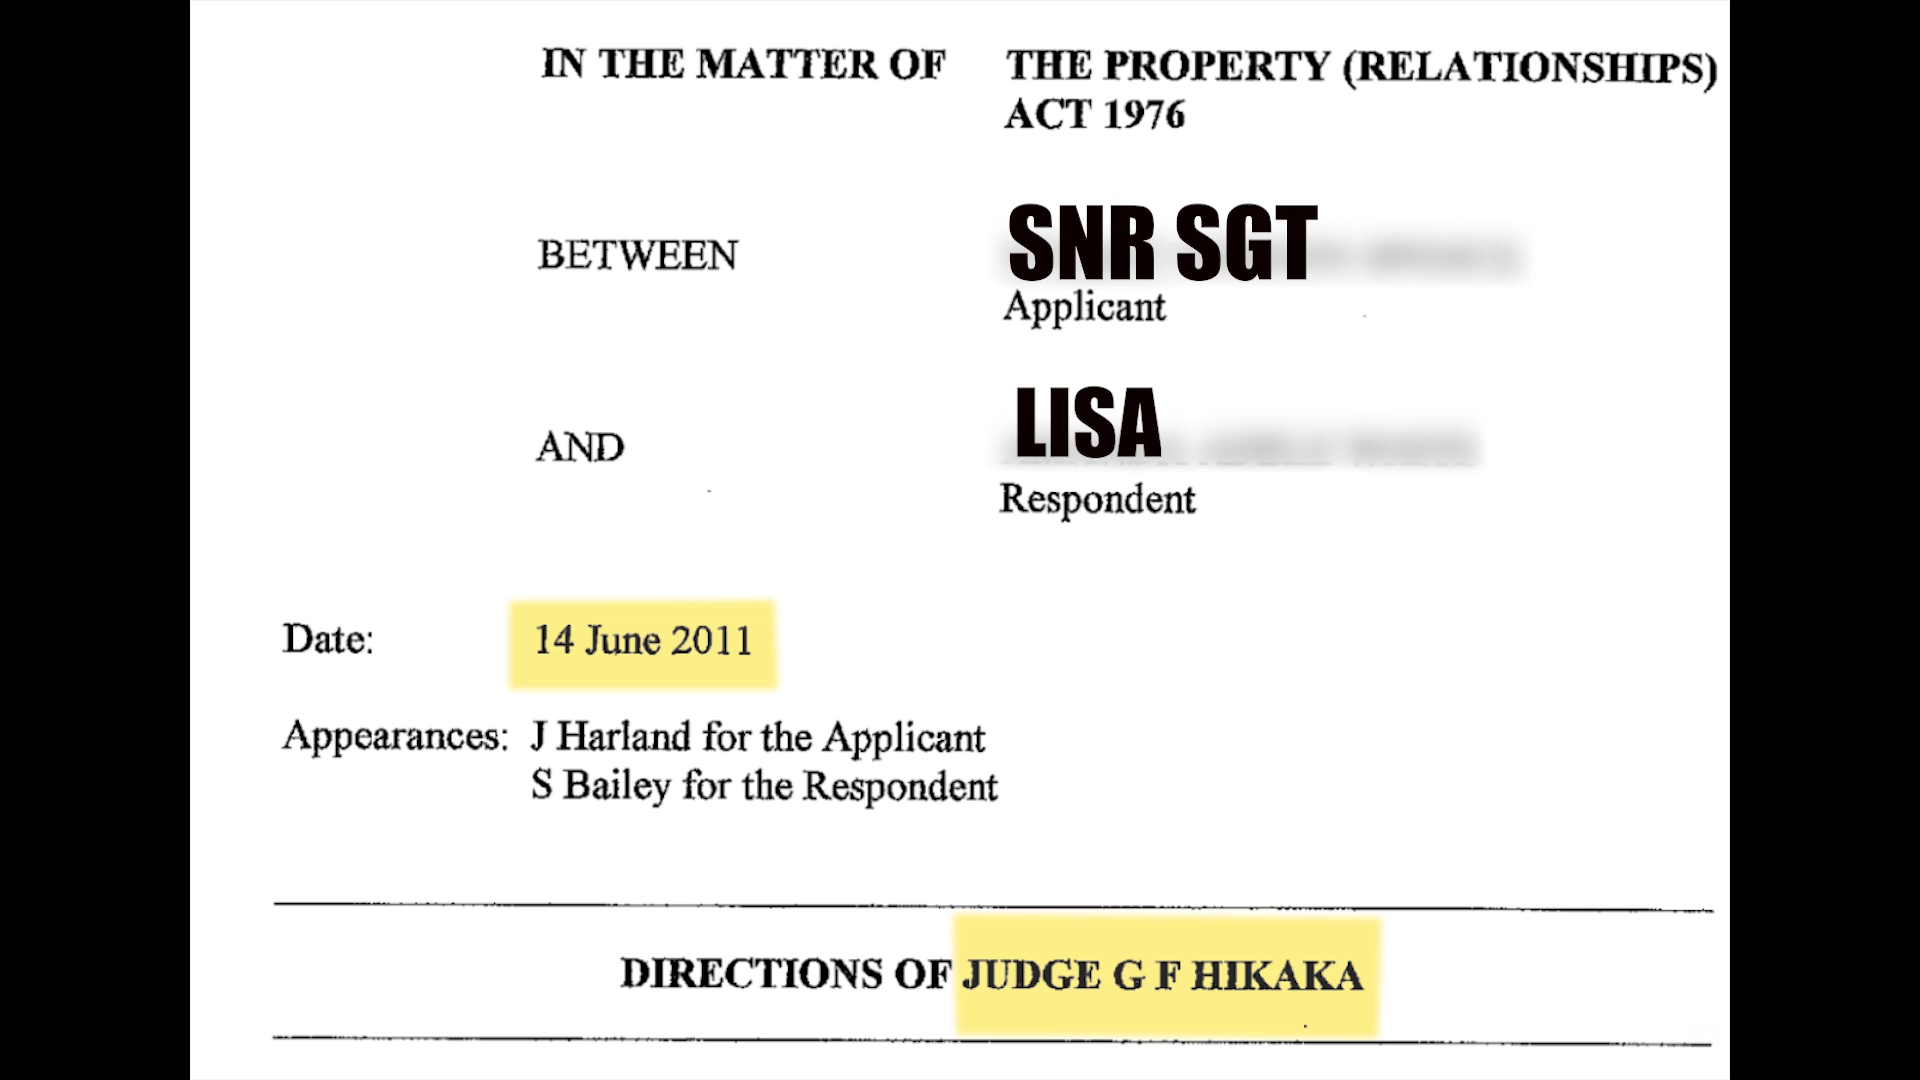 IN THE MATTER OF THE PROPERTY (RELATIONSHIPS)
ACT 1976
BETWEEN SNR SGT
Applicant
AND LISA
Respondent
Date: 14 June 2011
Appearances: J Harland for the Applicant
S Bailey for the Respondent
DIRECTIONS OF JUDGE G F HIKAKA